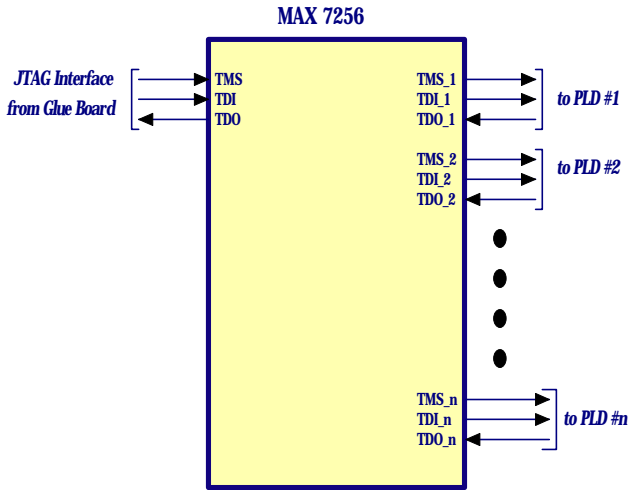 MAX 7256
JTAG Interface
from Glue Board
TMS
TDI
TDO
TMS_1
TDI_1
TDO_1
to PLD #1
TMS_2
TDI_2
TDO_2
to PLD #2
TMS_n
TDI_n
TDO_n
to PLD #n